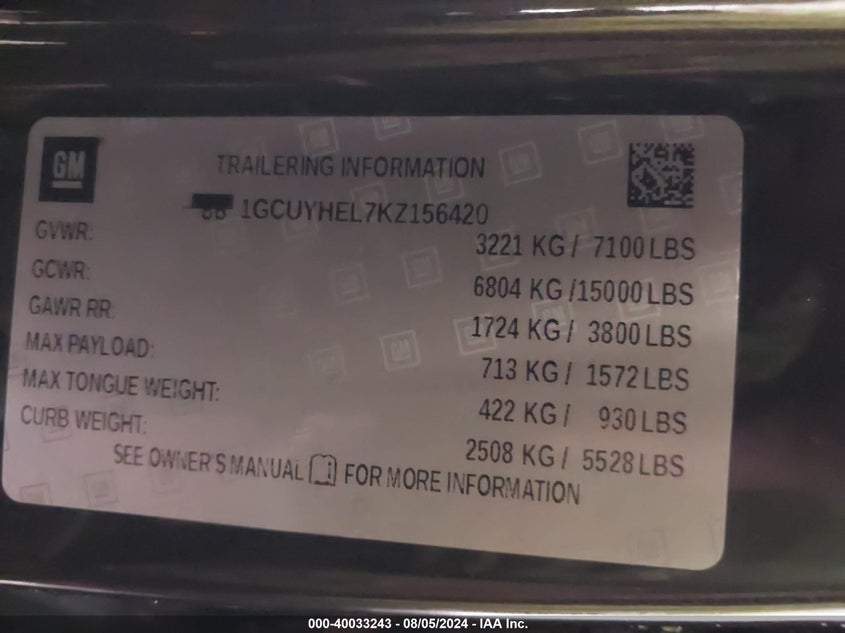 GM
TRAILERING INFORMATION
1GCUYHEL7KZ156420
GVWR: 3221 KG / 7100 LBS
GCWR: 6804 KG /15000 LBS
GAWR RR: 1724 KG / 3800 LBS
MAX PAYLOAD: 713 KG / 1572 LBS
MAX TONGUE WEIGHT: 422 KG / 930 LBS
CURB WEIGHT: 2508 KG / 5528 LBS
SEE OWNER'S MANUAL FOR MORE INFORMATION
000-40033243 - 08/05/2024 - IAA Inc.